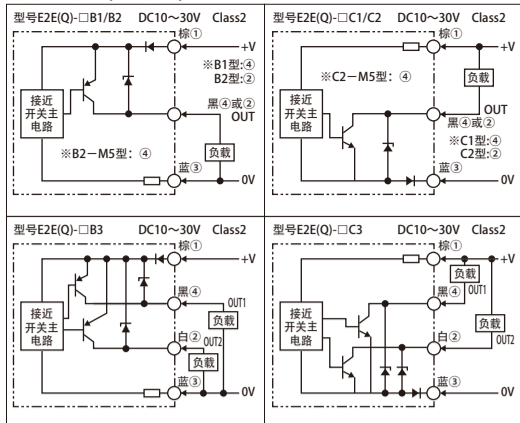 型号E2E(Q)-□B1/B2 DC10～30V Class2
棕①
+V
※B1型:④
B2型:②
接近
开关主
电路
黑④或②
OUT
负载
※B2－M5型：④
蓝③
0V
型号E2E(Q)-□C1/C2 DC10～30V Class2
棕①
+V
※C2－M5型：④
负载
接近
开关主
电路
OUT
黑④或②
※C1型:④
C2型:②
蓝③
0V
型号E2E(Q)-□B3 DC10～30V Class2
棕①
+V
黑④
OUT1
接近
开关主
电路
负载
白②
OUT2
负载
蓝③
0V
型号E2E(Q)-□C3 DC10～30V Class2
棕①
+V
负载
黑④
OUT1
接近
开关主
电路
负载
白②
OUT2
蓝③
0V